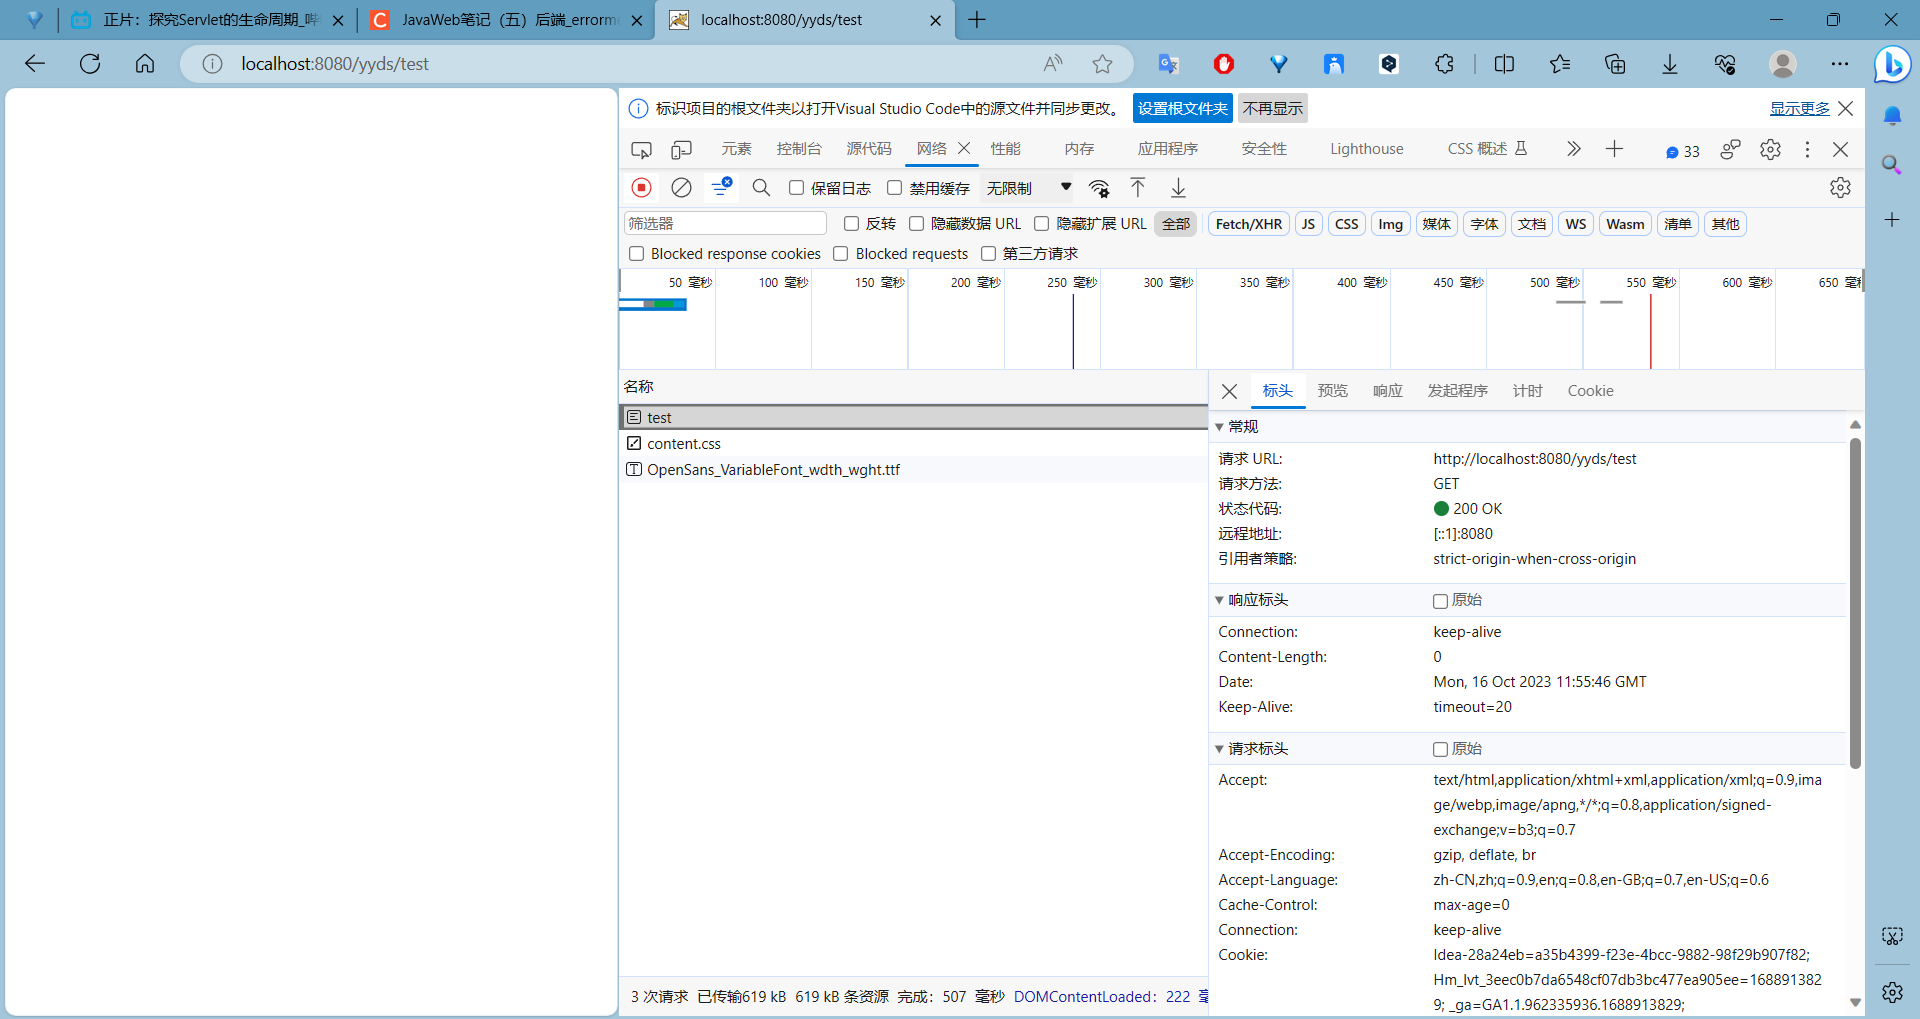 正片：探究Servlet的生命周期_哔
JavaWeb笔记（五）后端_errorm
localhost:8080/yyds/test
localhost:8080/yyds/test
标识项目的根文件夹以打开Visual Studio Code中的源文件并同步更改。 设置根文件夹 不再显示 显示更多
元素 控制台 源代码 网络 性能 内存 应用程序 安全性 Lighthouse CSS 概述 33
保留日志 禁用缓存 无限制
筛选器 反转 隐藏数据 URL 隐藏扩展 URL 全部 Fetch/XHR JS CSS Img 媒体 字体 文档 WS Wasm 清单 其他
Blocked response cookies Blocked requests 第三方请求
50 毫秒 100 毫秒 150 毫秒 200 毫秒 250 毫秒 300 毫秒 350 毫秒 400 毫秒 450 毫秒 500 毫秒 550 毫秒 600 毫秒 650 毫秒
名称
test
content.css
OpenSans_VariableFont_wdth_wght.ttf
3 次请求 已传输619 kB 619 kB 条资源 完成：507 毫秒 DOMContentLoaded：222 毫
标头 预览 响应 发起程序 计时 Cookie
常规
请求 URL: http://localhost:8080/yyds/test
请求方法: GET
状态代码: 200 OK
远程地址: [::1]:8080
引用者策略: strict-origin-when-cross-origin
响应标头 原始
Connection: keep-alive
Content-Length: 0
Date: Mon, 16 Oct 2023 11:55:46 GMT
Keep-Alive: timeout=20
请求标头 原始
Accept: text/html,application/xhtml+xml,application/xml;q=0.9,ima
ge/webp,image/apng,*/*;q=0.8,application/signed-
exchange;v=b3;q=0.7
Accept-Encoding: gzip, deflate, br
Accept-Language: zh-CN,zh;q=0.9,en;q=0.8,en-GB;q=0.7,en-US;q=0.6
Cache-Control: max-age=0
Connection: keep-alive
Cookie: Idea-28a24eb=a35b4399-f23e-4bcc-9882-98f29b907f82;
Hm_lvt_3eec0b7da6548cf07db3bc477ea905ee=168891382
9; _ga=GA1.1.962335936.1688913829;